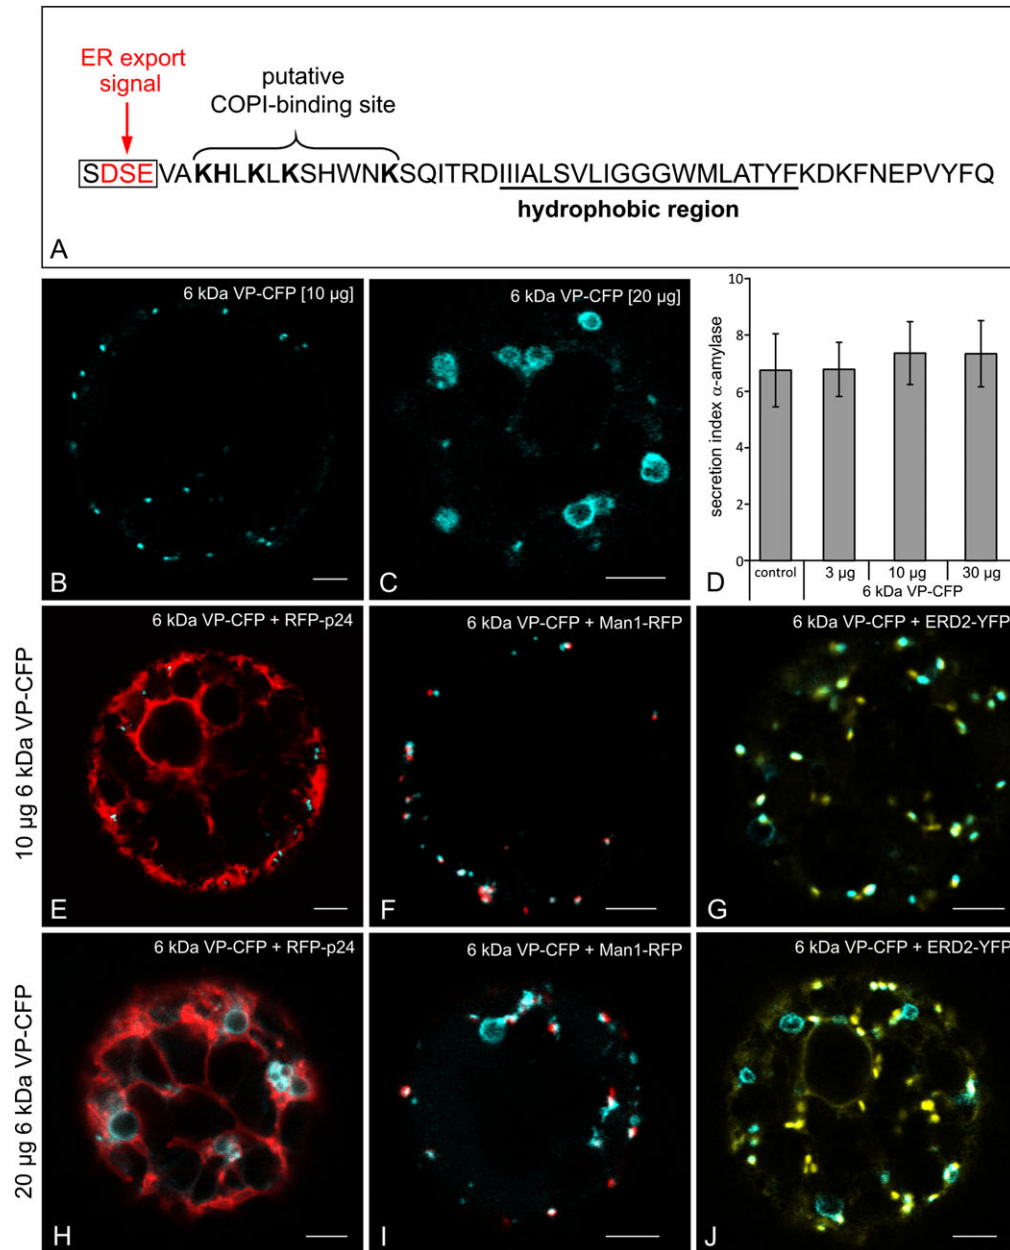 ER export
signal
putative
COPI-binding site
SDSEVAKHLKLKSHWNKSQITRDIIIALSVLIGGGWMLATYFKDKFNEPVYFQ
hydrophobic region
A
6 kDa VP-CFP [10 µg]
B
6 kDa VP-CFP [20 µg]
C
10
8
6
4
2
0
secretion index α-amylase
control
3 µg
10 µg
30 µg
6 kDa VP-CFP
D
10 µg 6 kDa VP-CFP
6 kDa VP-CFP + RFP-p24
E
6 kDa VP-CFP + Man1-RFP
F
6 kDa VP-CFP + ERD2-YFP
G
20 µg 6 kDa VP-CFP
6 kDa VP-CFP + RFP-p24
H
6 kDa VP-CFP + Man1-RFP
I
6 kDa VP-CFP + ERD2-YFP
J